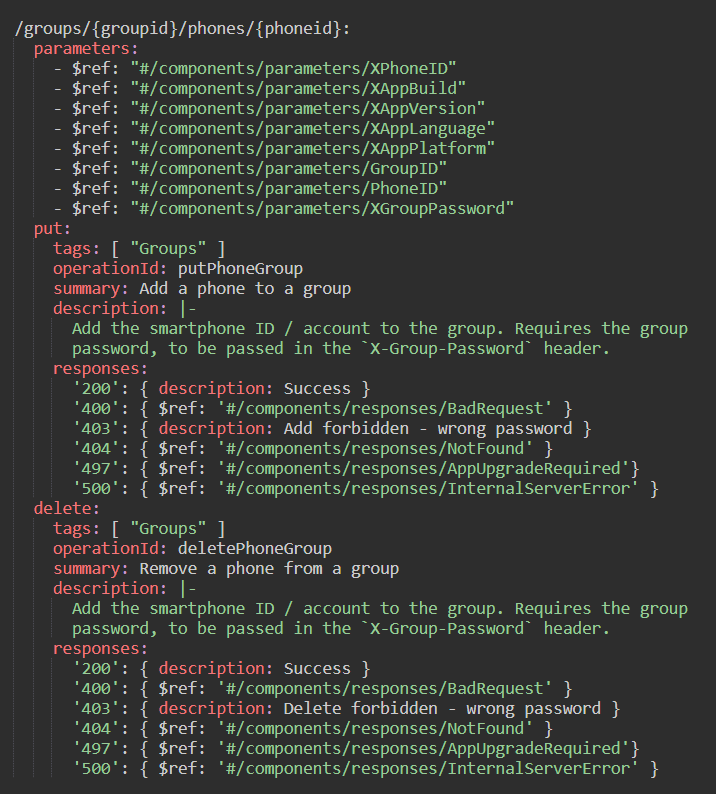 /groups/{groupid}/phones/{phoneid}:
  parameters:
    - $ref: "#/components/parameters/XPhoneID"
    - $ref: "#/components/parameters/XAppBuild"
    - $ref: "#/components/parameters/XAppVersion"
    - $ref: "#/components/parameters/XAppLanguage"
    - $ref: "#/components/parameters/XAppPlatform"
    - $ref: "#/components/parameters/GroupID"
    - $ref: "#/components/parameters/PhoneID"
    - $ref: "#/components/parameters/XGroupPassword"
  put:
    tags: [ "Groups" ]
    operationId: putPhoneGroup
    summary: Add a phone to a group
    description: |-
      Add the smartphone ID / account to the group. Requires the group
      password, to be passed in the `X-Group-Password` header.
    responses:
      '200': { description: Success }
      '400': { $ref: '#/components/responses/BadRequest' }
      '403': { description: Add forbidden - wrong password }
      '404': { $ref: '#/components/responses/NotFound' }
      '497': { $ref: '#/components/responses/AppUpgradeRequired'}
      '500': { $ref: '#/components/responses/InternalServerError' }
  delete:
    tags: [ "Groups" ]
    operationId: deletePhoneGroup
    summary: Remove a phone from a group
    description: |-
      Add the smartphone ID / account to the group. Requires the group
      password, to be passed in the `X-Group-Password` header.
    responses:
      '200': { description: Success }
      '400': { $ref: '#/components/responses/BadRequest' }
      '403': { description: Delete forbidden - wrong password }
      '404': { $ref: '#/components/responses/NotFound' }
      '497': { $ref: '#/components/responses/AppUpgradeRequired'}
      '500': { $ref: '#/components/responses/InternalServerError' }